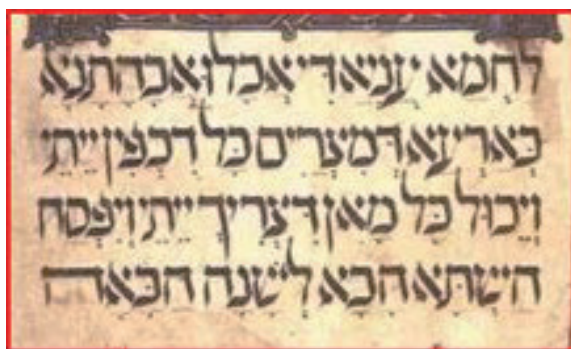 לחמא עניא די אכלו אבהתנא
בארעא דמצרים כל דכפין ייתי
ויכול כל מאן דצריך ייתי ויפסח
השתא הכא לשנה הבאה